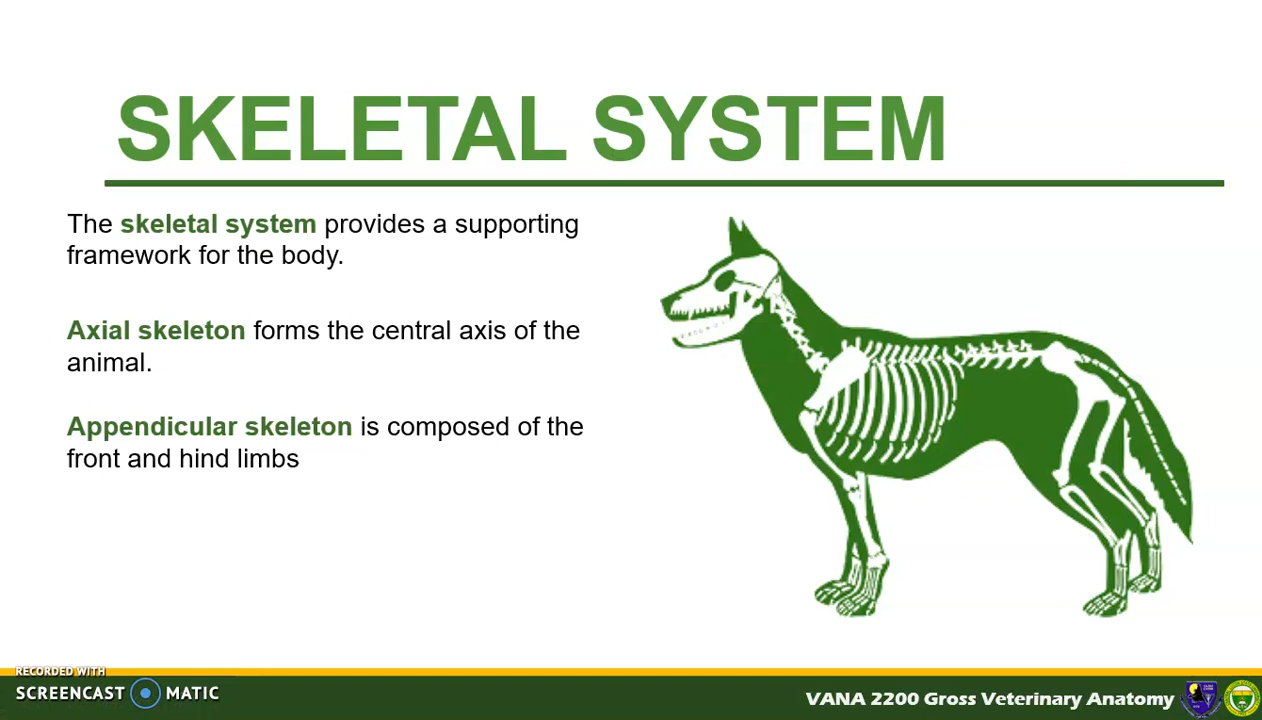 SKELETAL SYSTEM
The skeletal system provides a supporting
framework for the body.
Axial skeleton forms the central axis of the
animal.
Appendicular skeleton is composed of the
front and hind limbs
RECORDED WITH
SCREENCAST MATIC
VANA 2200 Gross Veterinary Anatomy